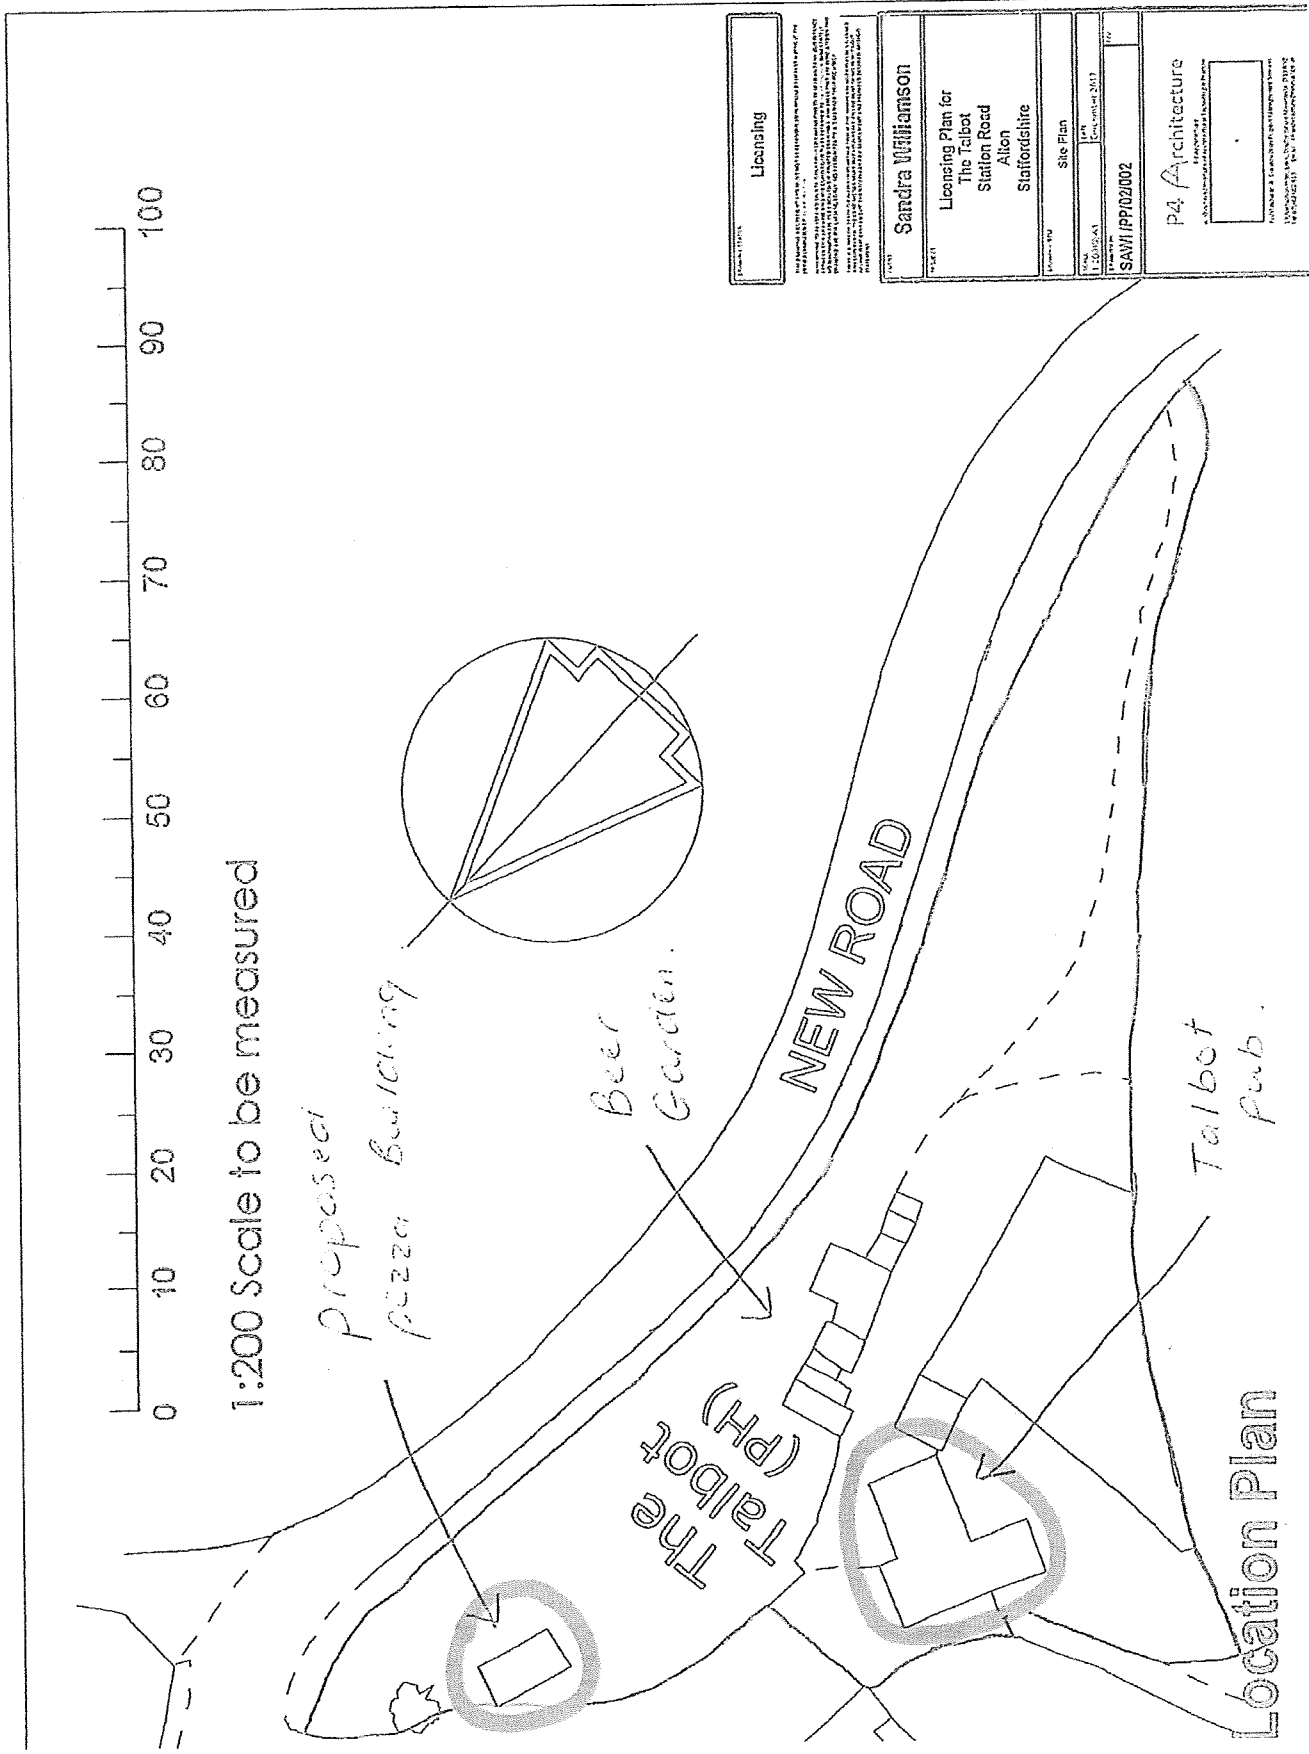 0 10 20 30 40 50 60 70 80 90 100
1:200 Scale to be measured
proposed
pizza Building
Beer
Garden.
NEW ROAD
The
Talbot
(PH)
Talbot
pub.
Location Plan
Licensing
Sandra Williamson
Licensing Plan for
The Talbot
Station Road
Alton
Staffordshire
Site Plan
SAWI/PP/02/002
P4 Architecture